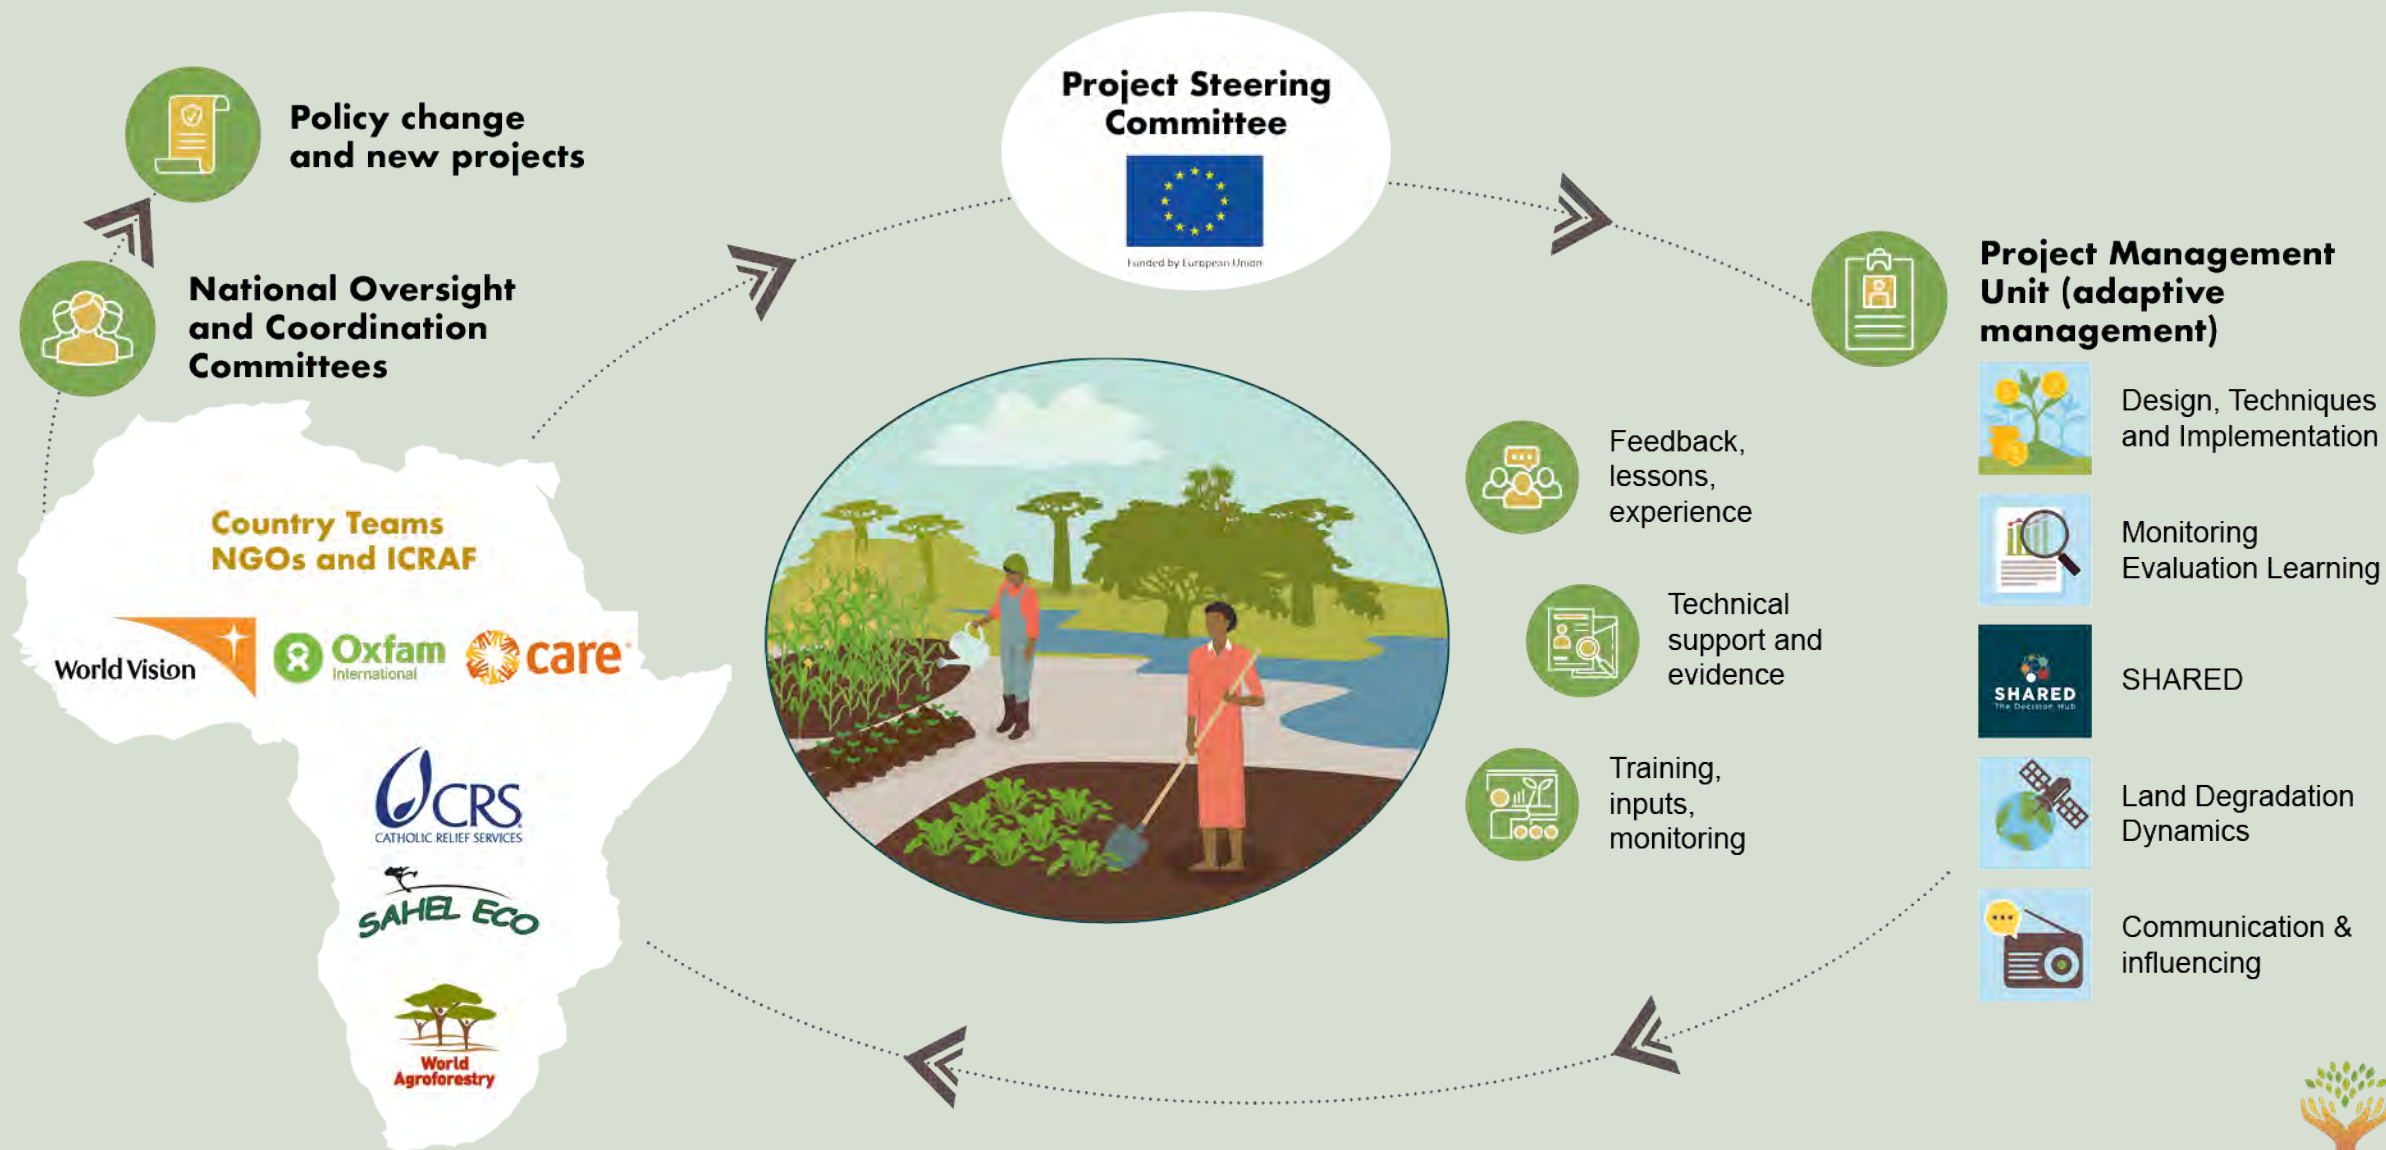 Policy change
and new projects
National Oversight
and Coordination
Committees
Country Teams
NGOs and ICRAF
World Vision
Oxfam
International
care
CRS
CATHOLIC RELIEF SERVICES
SAHEL ECO
World
Agroforestry
Project Steering
Committee
Funded by European Union
Feedback,
lessons,
experience
Technical
support and
evidence
Training,
inputs,
monitoring
Project Management
Unit (adaptive
management)
Design, Techniques
and Implementation
Monitoring
Evaluation Learning
SHARED
The Decision Hub
SHARED
Land Degradation
Dynamics
Communication &
influencing